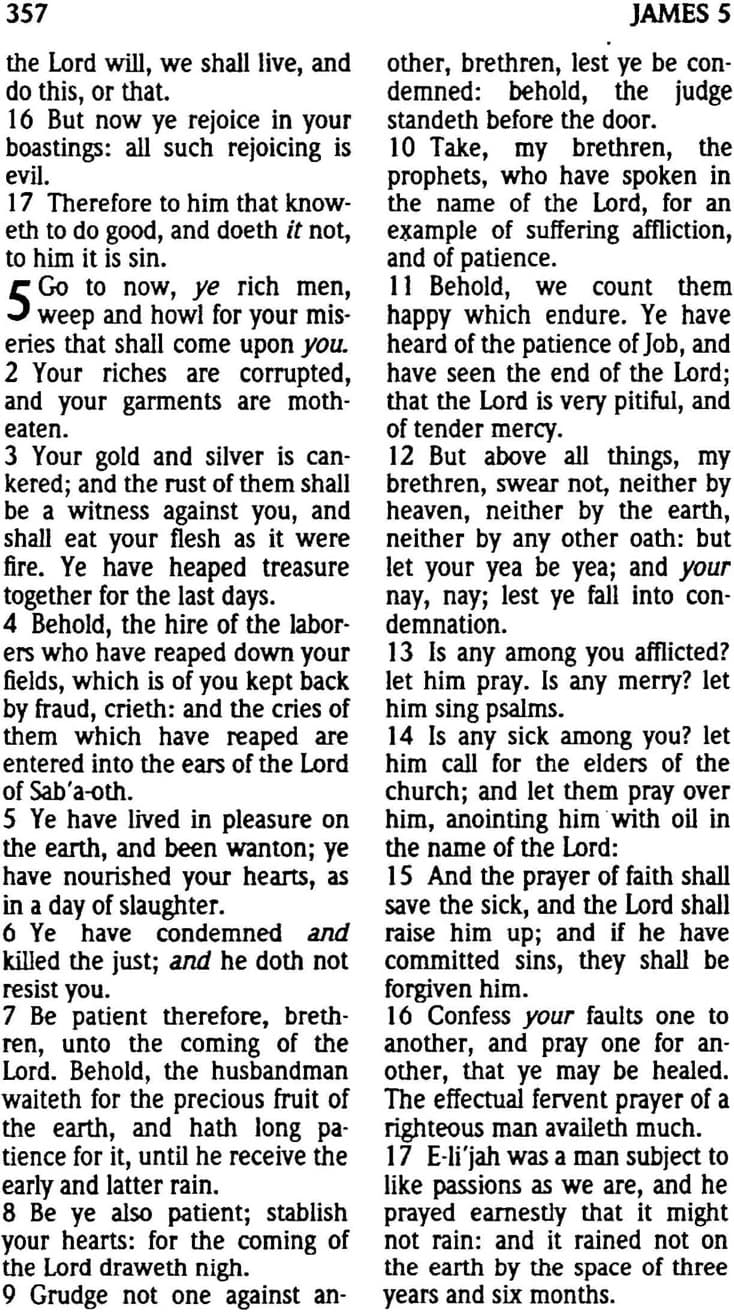 357
JAMES 5
the Lord will, we shall live, and
do this, or that.
16 But now ye rejoice in your
boastings: all such rejoicing is
evil.
17 Therefore to him that know-
eth to do good, and doeth it not,
to him it is sin.
5 Go to now, ye rich men,
weep and howl for your mis-
eries that shall come upon you.
2 Your riches are corrupted,
and your garments are moth-
eaten.
3 Your gold and silver is can-
kered; and the rust of them shall
be a witness against you, and
shall eat your flesh as it were
fire. Ye have heaped treasure
together for the last days.
4 Behold, the hire of the labor-
ers who have reaped down your
fields, which is of you kept back
by fraud, crieth: and the cries of
them which have reaped are
entered into the ears of the Lord
of Sab'a-oth.
5 Ye have lived in pleasure on
the earth, and been wanton; ye
have nourished your hearts, as
in a day of slaughter.
6 Ye have condemned and
killed the just; and he doth not
resist you.
7 Be patient therefore, breth-
ren, unto the coming of the
Lord. Behold, the husbandman
waiteth for the precious fruit of
the earth, and hath long pa-
tience for it, until he receive the
early and latter rain.
8 Be ye also patient; stablish
your hearts: for the coming of
the Lord draweth nigh.
9 Grudge not one against an-
other, brethren, lest ye be con-
demned: behold, the judge
standeth before the door.
10 Take, my brethren, the
prophets, who have spoken in
the name of the Lord, for an
example of suffering affliction,
and of patience.
11 Behold, we count them
happy which endure. Ye have
heard of the patience of Job, and
have seen the end of the Lord;
that the Lord is very pitiful, and
of tender mercy.
12 But above all things, my
brethren, swear not, neither by
heaven, neither by the earth,
neither by any other oath: but
let your yea be yea; and your
nay, nay; lest ye fall into con-
demnation.
13 Is any among you afflicted?
let him pray. Is any merry? let
him sing psalms.
14 Is any sick among you? let
him call for the elders of the
church; and let them pray over
him, anointing him with oil in
the name of the Lord:
15 And the prayer of faith shall
save the sick, and the Lord shall
raise him up; and if he have
committed sins, they shall be
forgiven him.
16 Confess your faults one to
another, and pray one for an-
other, that ye may be healed.
The effectual fervent prayer of a
righteous man availeth much.
17 E-li'jah was a man subject to
like passions as we are, and he
prayed earnestly that it might
not rain: and it rained not on
the earth by the space of three
years and six months.